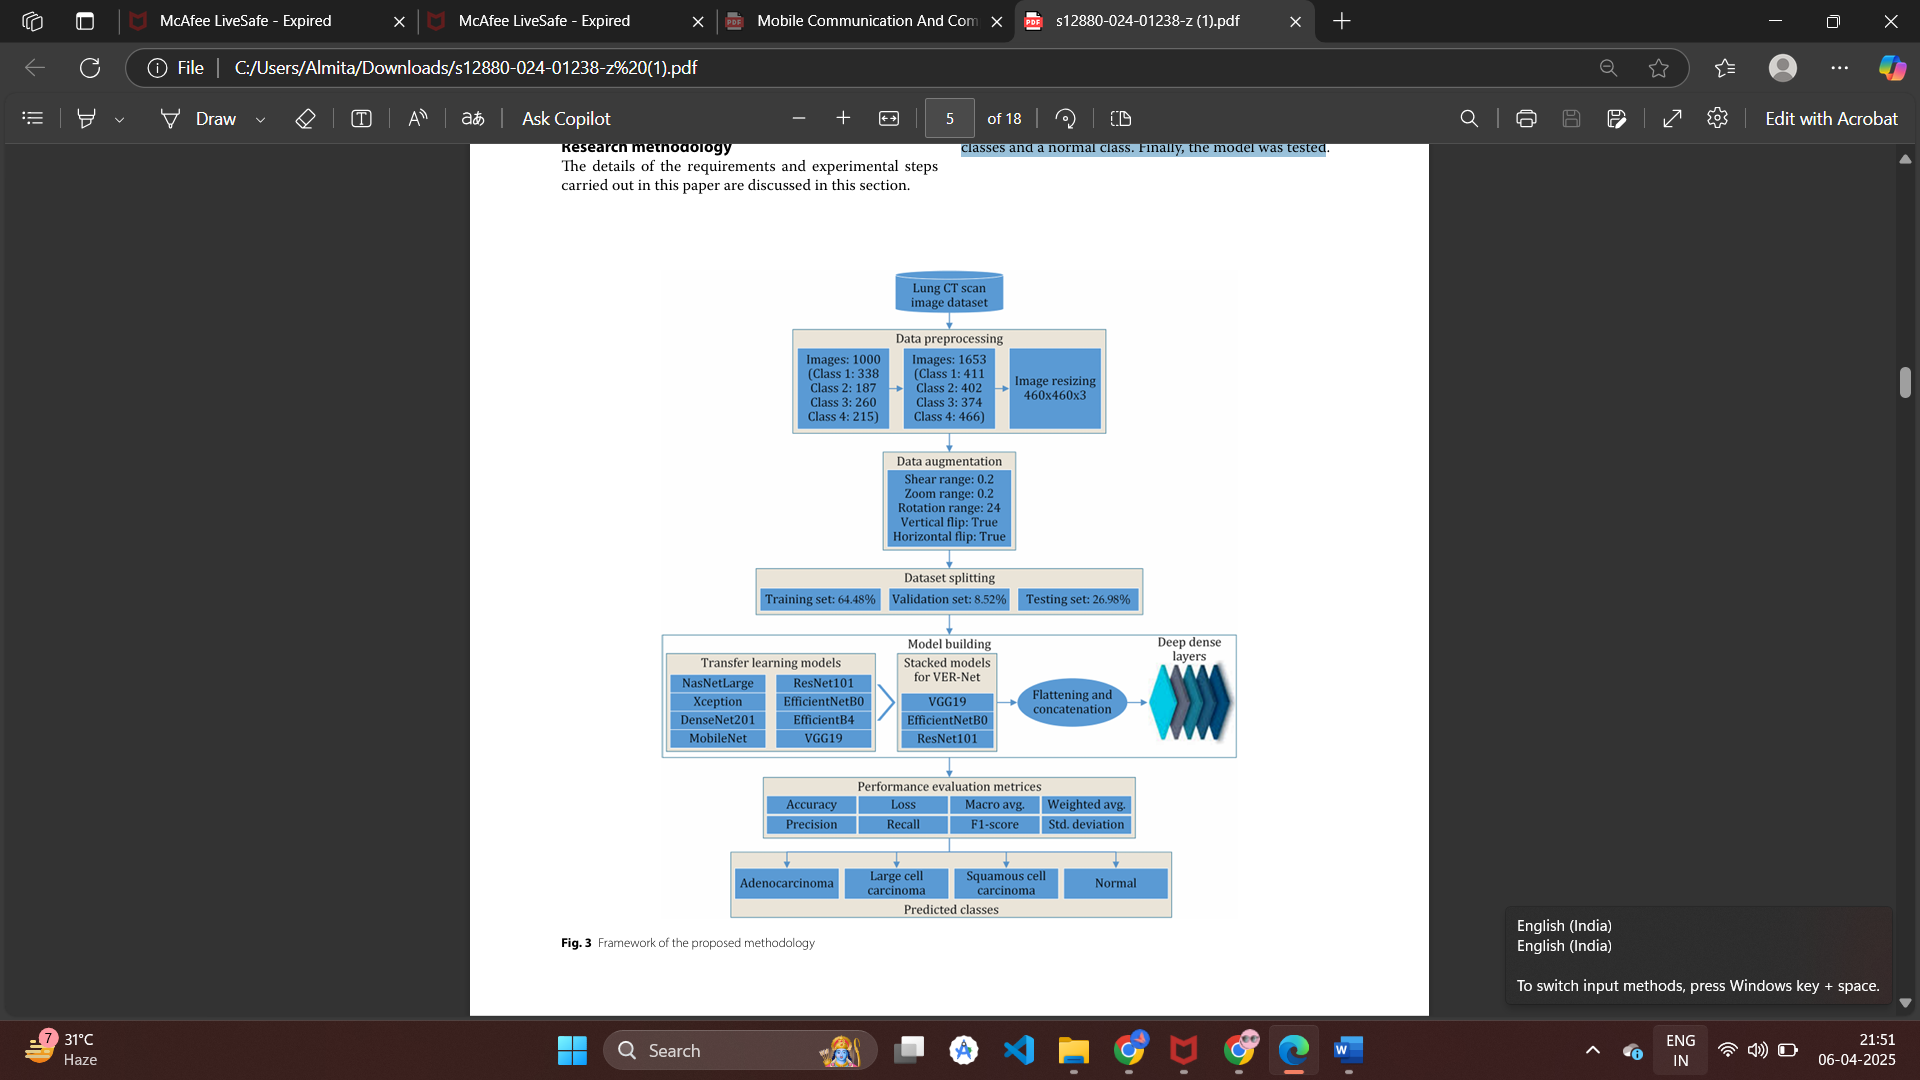 McAfee LiveSafe - Expired
McAfee LiveSafe - Expired
Mobile Communication And Com
s12880-024-01238-z (1).pdf
File
C:/Users/Almita/Downloads/s12880-024-01238-z%20(1).pdf
Draw
Ask Copilot
5
of 18
Edit with Acrobat
Research methodology
The details of the requirements and experimental steps
carried out in this paper are discussed in this section.
classes and a normal class. Finally, the model was tested.
Lung CT scan
image dataset
Data preprocessing
Images: 1000
(Class 1: 338
Class 2: 187
Class 3: 260
Class 4: 215)
Images: 1653
(Class 1: 411
Class 2: 402
Class 3: 374
Class 4: 466)
Image resizing
460x460x3
Data augmentation
Shear range: 0.2
Zoom range: 0.2
Rotation range: 24
Vertical flip: True
Horizontal flip: True
Dataset splitting
Training set: 64.48%
Validation set: 8.52%
Testing set: 26.98%
Model building
Transfer learning models
NasNetLarge
Xception
DenseNet201
MobileNet
ResNet101
EfficientNetB0
EfficientB4
VGG19
Stacked models
for VER-Net
VGG19
EfficientNetB0
ResNet101
Flattening and
concatenation
Deep dense
layers
Performance evaluation metrices
Accuracy
Loss
Macro avg.
Weighted avg.
Precision
Recall
F1-score
Std. deviation
Adenocarcinoma
Large cell
carcinoma
Squamous cell
carcinoma
Normal
Predicted classes
Fig. 3 Framework of the proposed methodology
English (India)
English (India)
To switch input methods, press Windows key + space.
7
31°C
Haze
Search
ENG
IN
21:51
06-04-2025